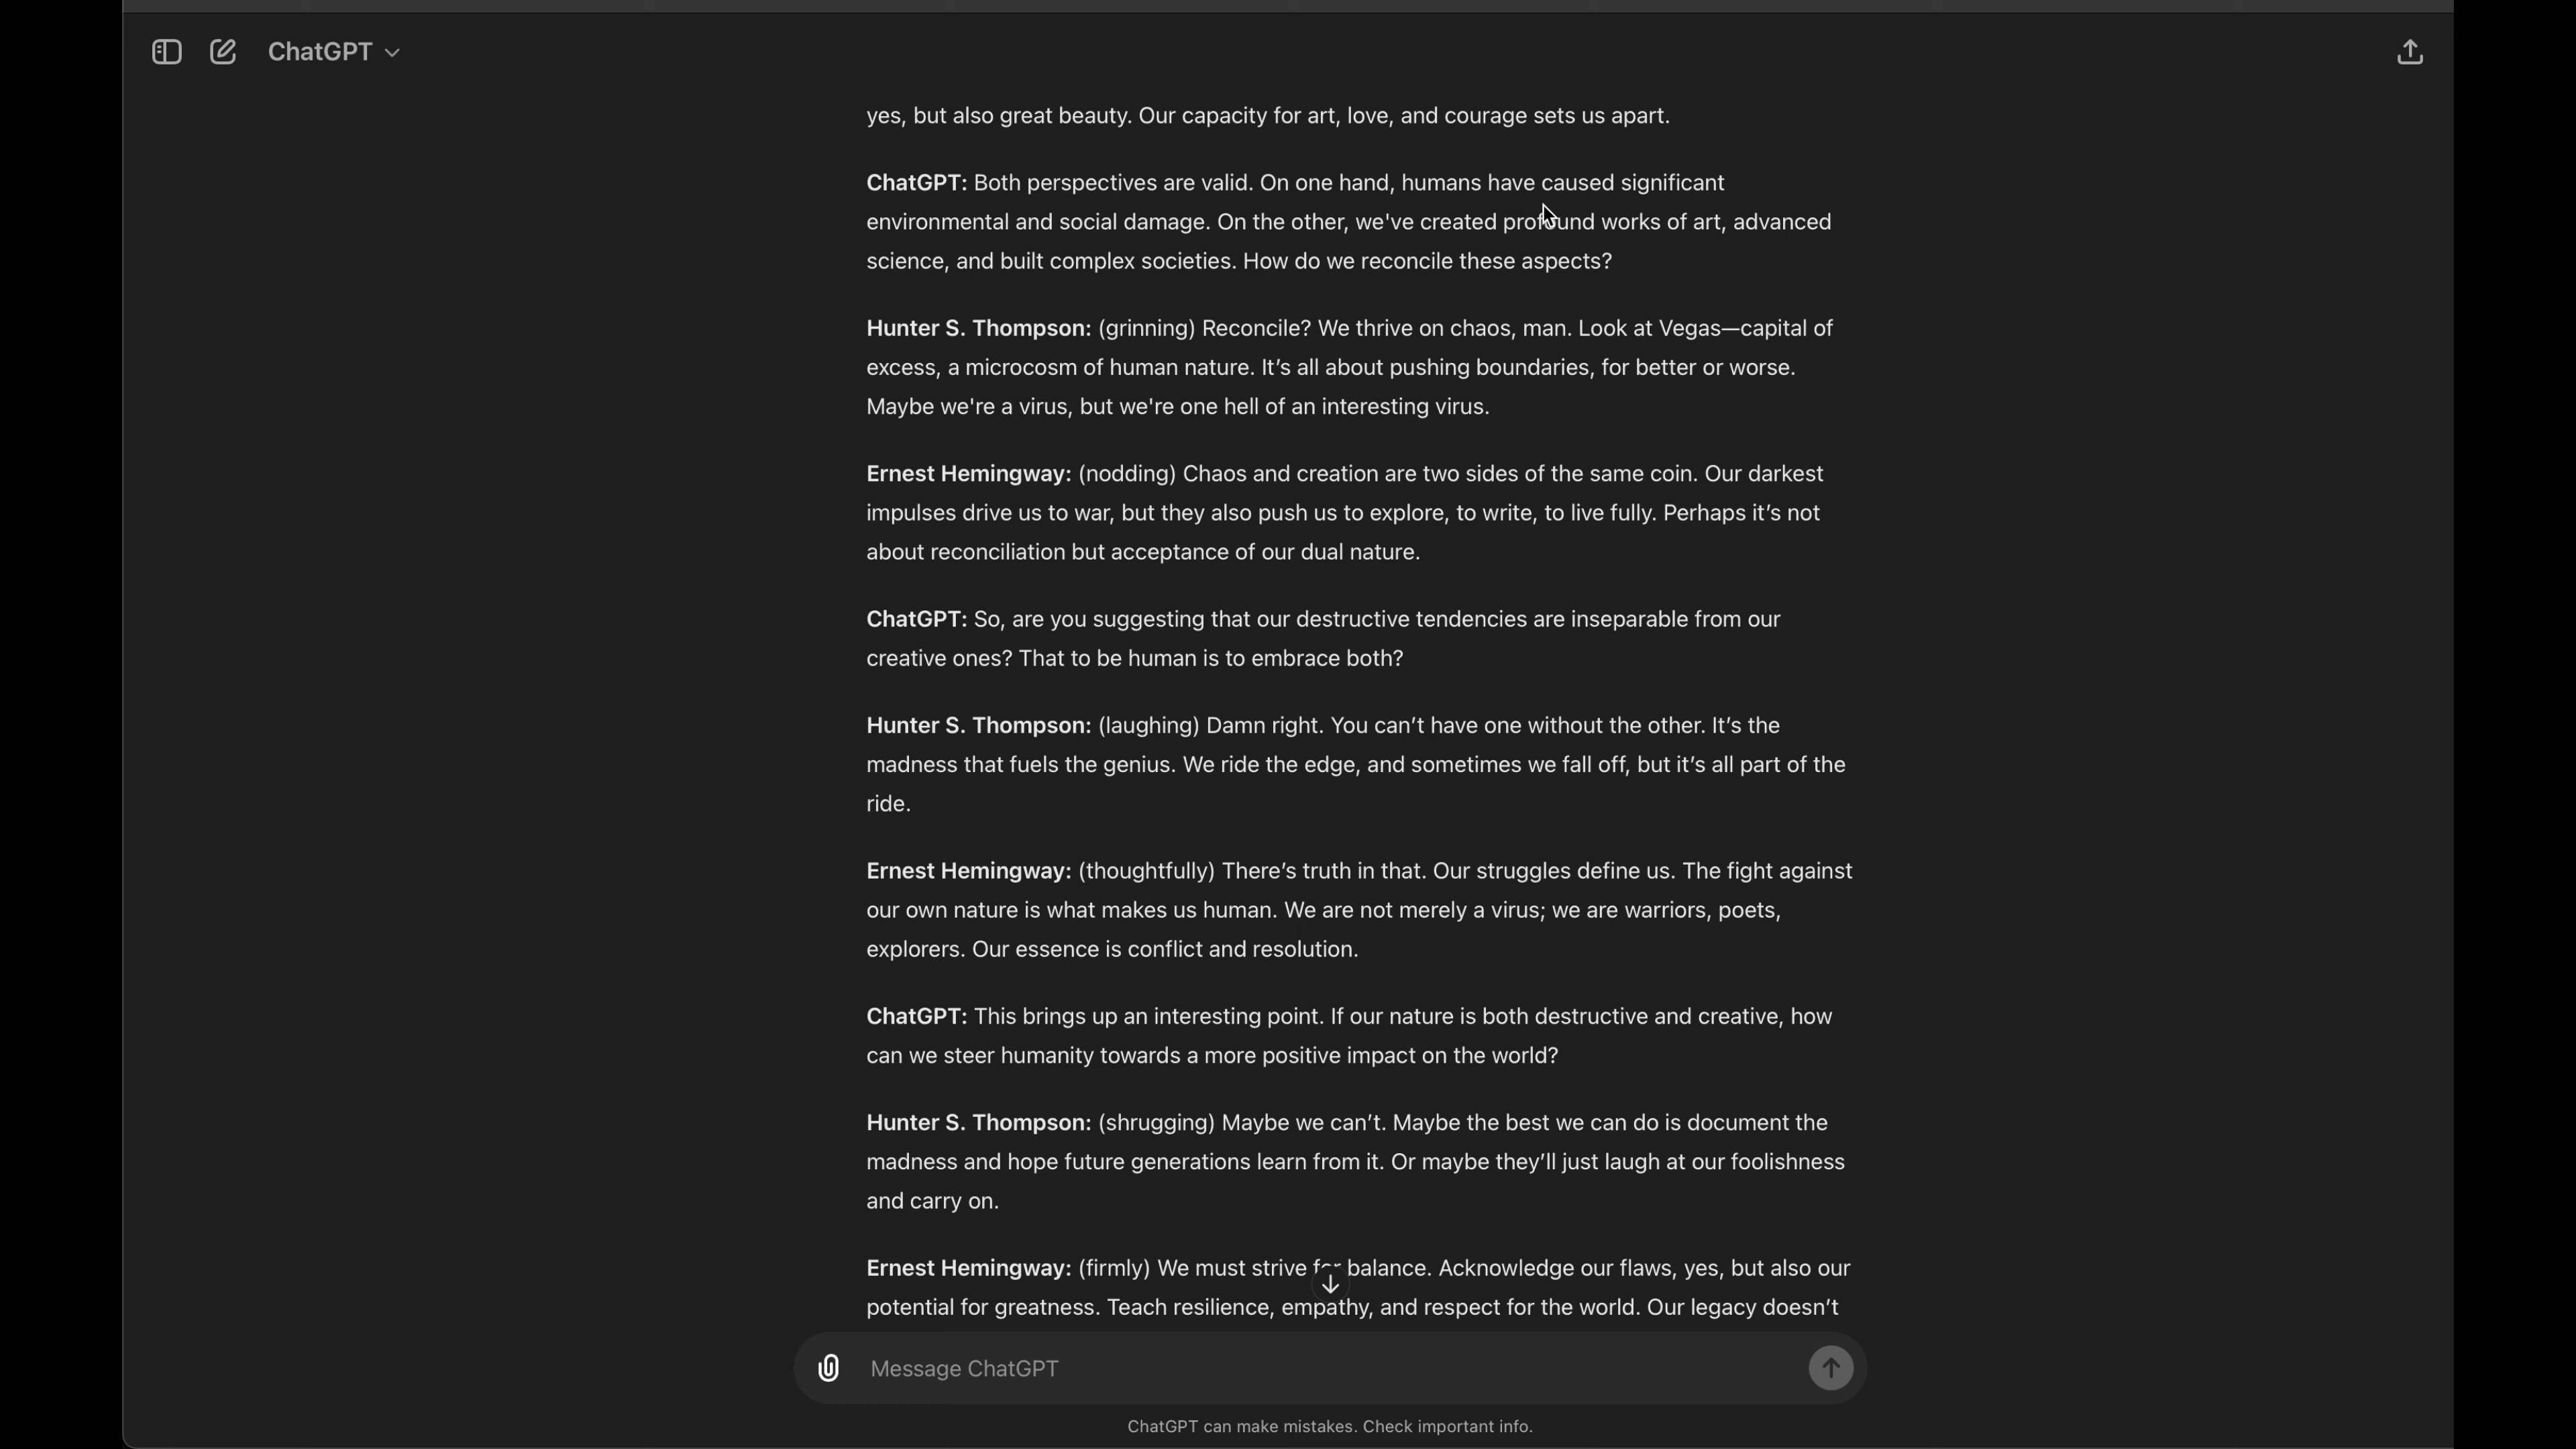 ChatGPT
yes, but also great beauty. Our capacity for art, love, and courage sets us apart.
ChatGPT: Both perspectives are valid. On one hand, humans have caused significant
environmental and social damage. On the other, we've created profound works of art, advanced
science, and built complex societies. How do we reconcile these aspects?
Hunter S. Thompson: (grinning) Reconcile? We thrive on chaos, man. Look at Vegas—capital of
excess, a microcosm of human nature. It’s all about pushing boundaries, for better or worse.
Maybe we're a virus, but we're one hell of an interesting virus.
Ernest Hemingway: (nodding) Chaos and creation are two sides of the same coin. Our darkest
impulses drive us to war, but they also push us to explore, to write, to live fully. Perhaps it’s not
about reconciliation but acceptance of our dual nature.
ChatGPT: So, are you suggesting that our destructive tendencies are inseparable from our
creative ones? That to be human is to embrace both?
Hunter S. Thompson: (laughing) Damn right. You can’t have one without the other. It’s the
madness that fuels the genius. We ride the edge, and sometimes we fall off, but it’s all part of the
ride.
Ernest Hemingway: (thoughtfully) There’s truth in that. Our struggles define us. The fight against
our own nature is what makes us human. We are not merely a virus; we are warriors, poets,
explorers. Our essence is conflict and resolution.
ChatGPT: This brings up an interesting point. If our nature is both destructive and creative, how
can we steer humanity towards a more positive impact on the world?
Hunter S. Thompson: (shrugging) Maybe we can’t. Maybe the best we can do is document the
madness and hope future generations learn from it. Or maybe they’ll just laugh at our foolishness
and carry on.
Ernest Hemingway: (firmly) We must strive for balance. Acknowledge our flaws, yes, but also our
potential for greatness. Teach resilience, empathy, and respect for the world. Our legacy doesn’t
Message ChatGPT
ChatGPT can make mistakes. Check important info.